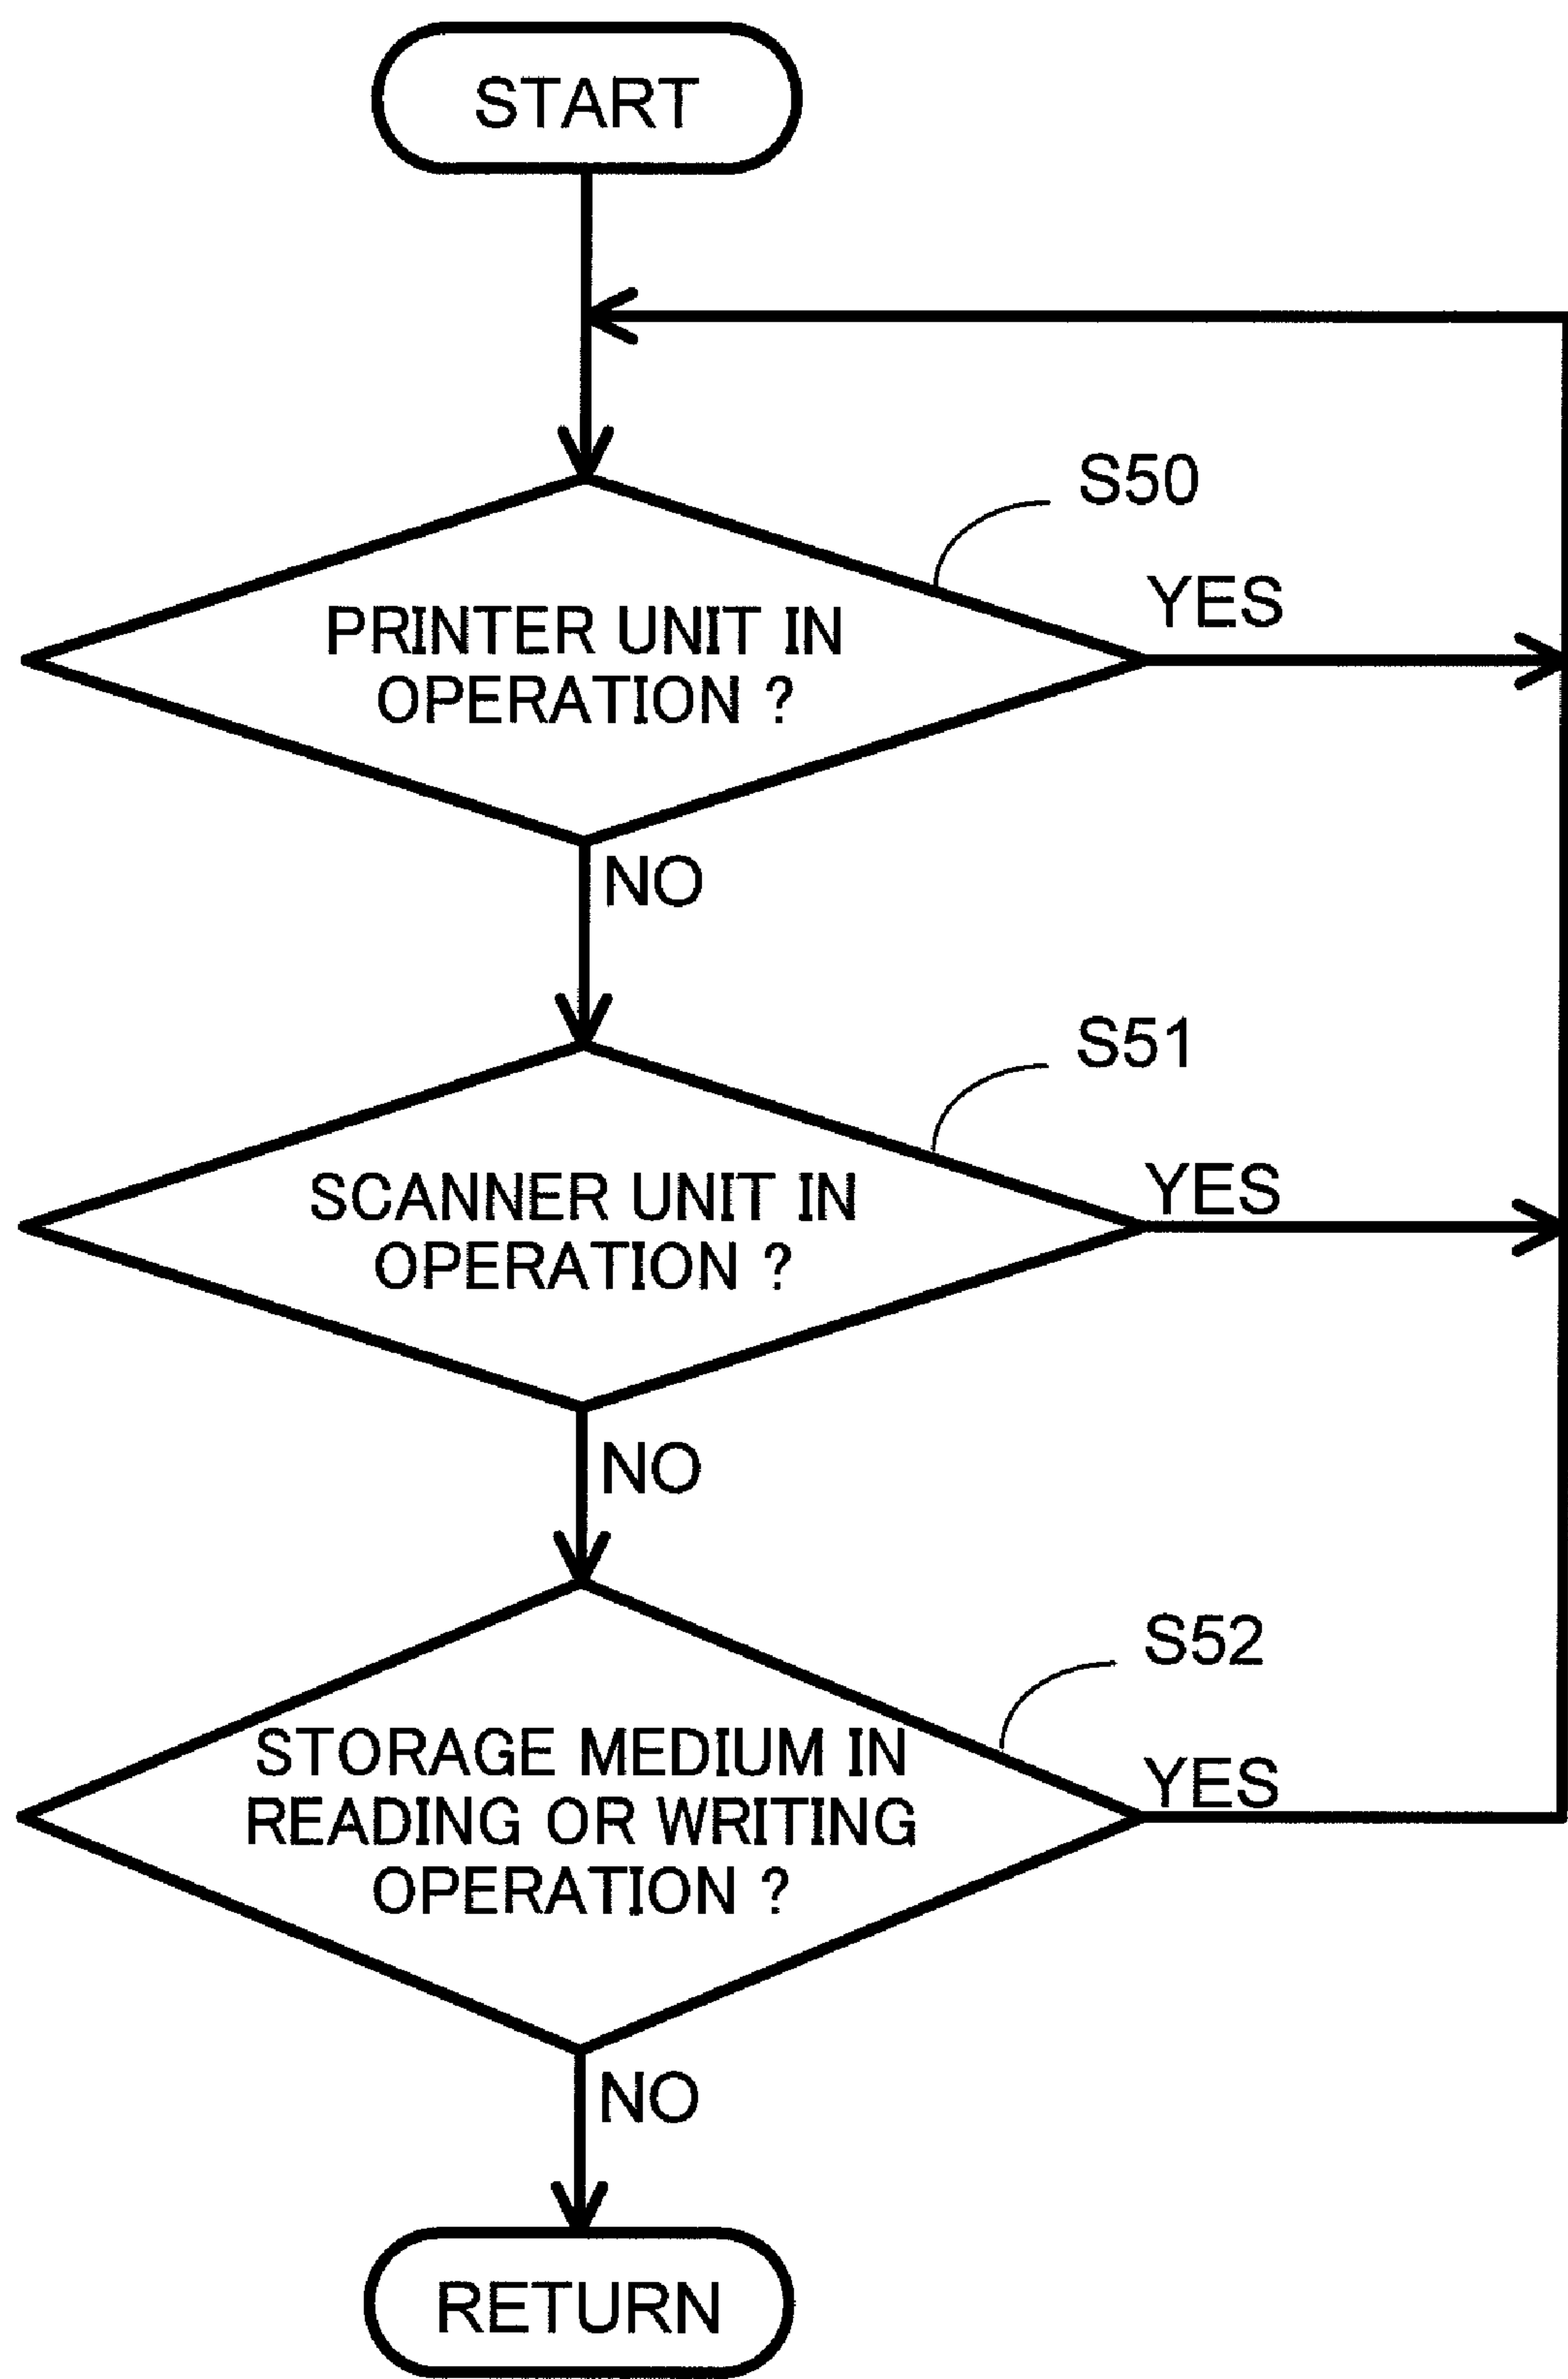 START
S50
PRINTER UNIT IN
OPERATION ?
YES
NO
S51
SCANNER UNIT IN
OPERATION ?
YES
NO
S52
STORAGE MEDIUM IN
READING OR WRITING
OPERATION ?
YES
NO
RETURN